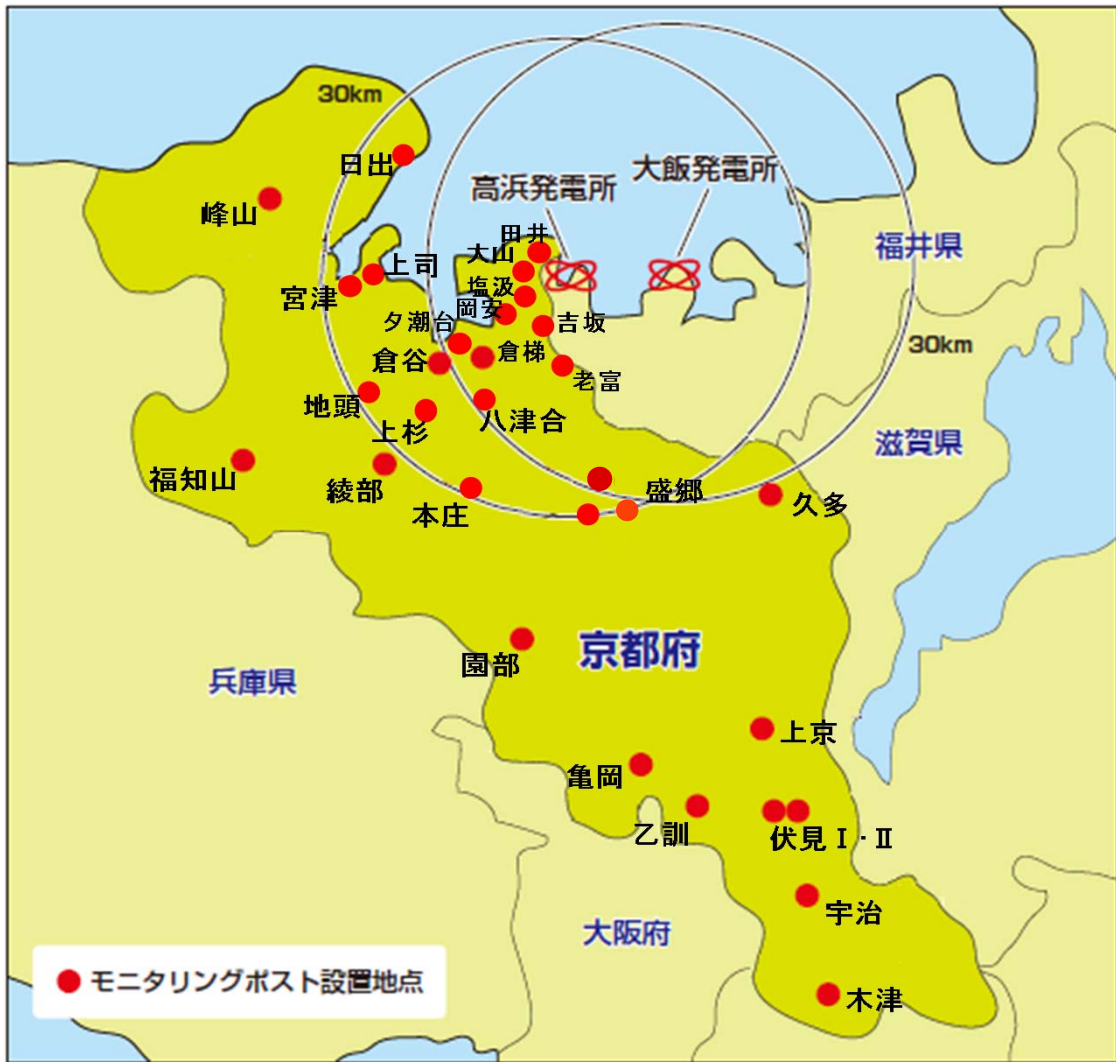 30km
日出
大飯発電所
高浜発電所
峰山
田井
大山
福井県
上司
塩汲
宮津
岡安
夕潮台
吉坂
30km
倉谷
倉梯
老富
地頭
八津合
上杉
滋賀県
福知山
綾部
盛郷
久多
本庄
園部
京都府
兵庫県
上京
亀岡
乙訓
伏見Ⅰ・Ⅱ
宇治
大阪府
モニタリングポスト設置地点
木津